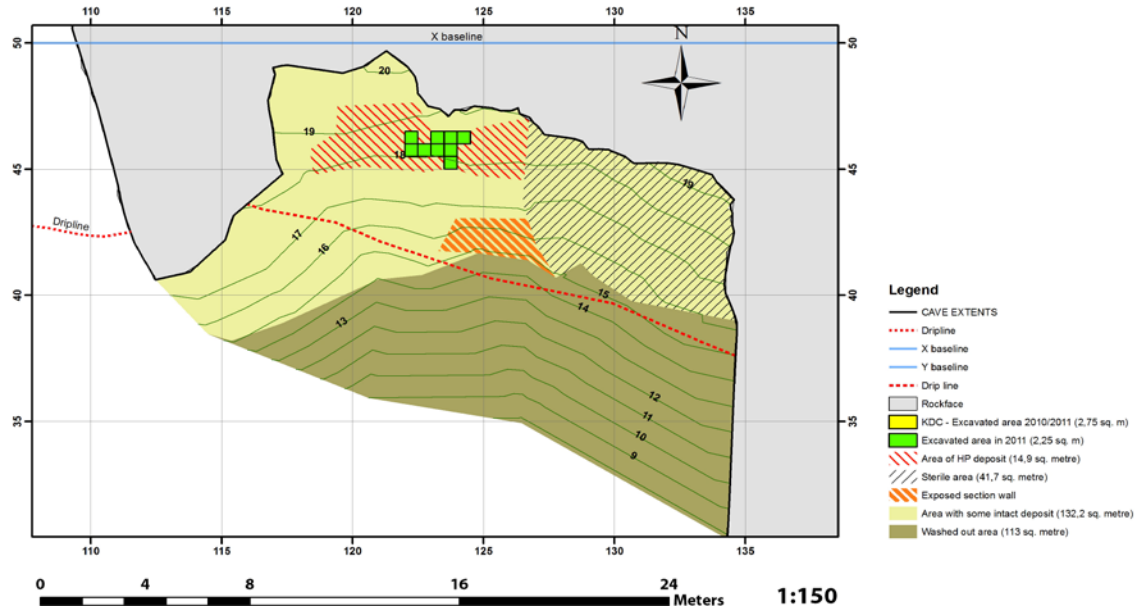 110 115 120 125 130 135
50 X baseline 50
N
20
19
18
45 19 45
Dripline
17
16
40 15 40
14
13
12
35 11 35
10
9
110 115 120 125 130 135
Legend
CAVE EXTENTS
Dripline
X baseline
Y baseline
Drip line
Rockface
KDC - Excavated area 2010/2011 (2,75 sq. m)
Excavated area in 2011 (2,25 sq. m)
Area of HP deposit (14,9 sq. metre)
Sterile area (41,7 sq. metre)
Exposed section wall
Area with some intact deposit (132,2 sq. metre)
Washed out area (113 sq. metre)
0 4 8 16 24
Meters 1:150